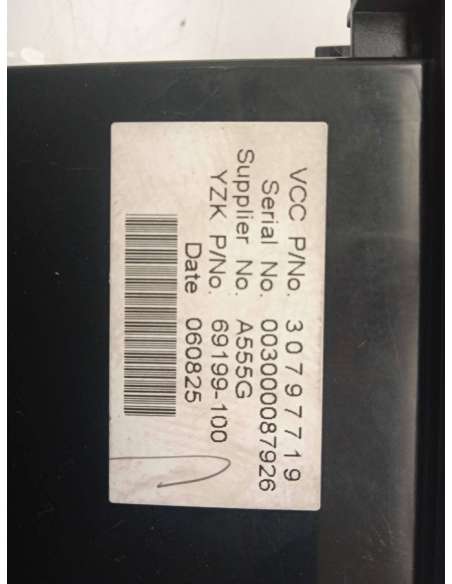 VCC P/No. 30797719
Serial No. 003000087926
Supplier No. A555G
YZK P/No. 69199-100
Date 060825